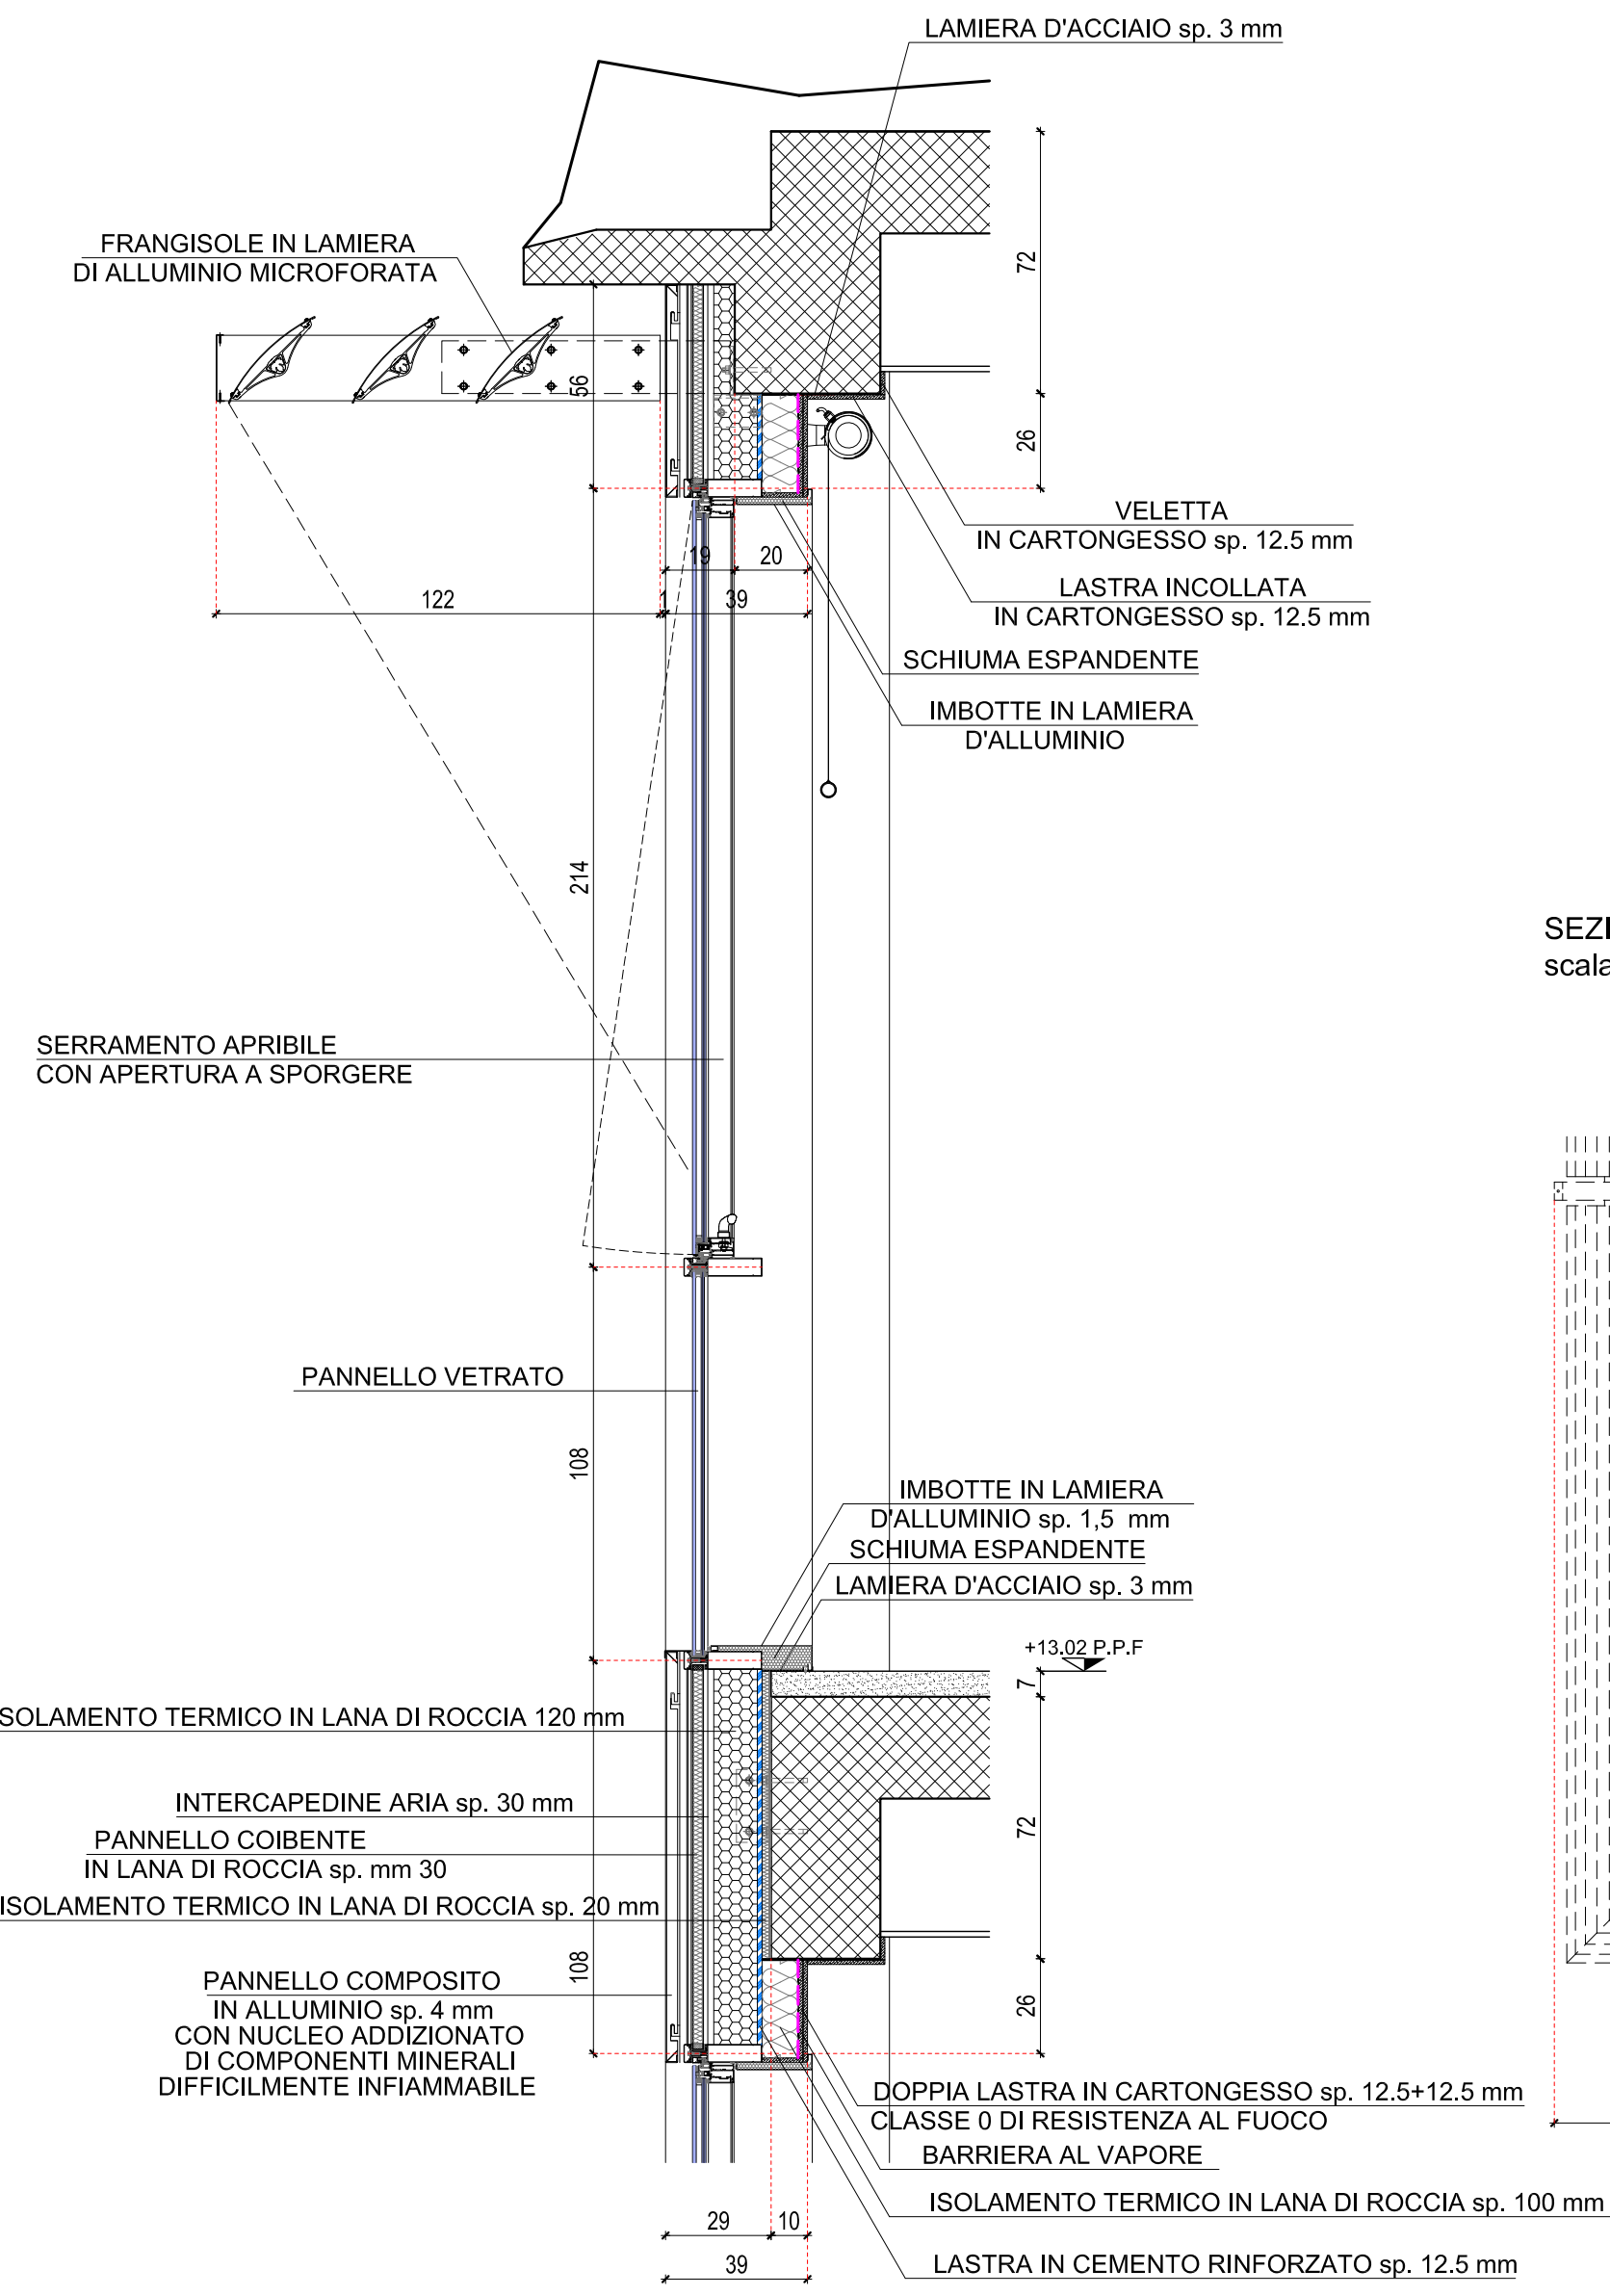 LAMIERA D'ACCIAIO sp. 3 mm
FRANGISOLE IN LAMIERA
DI ALLUMINIO MICROFORATA
72
56
26
VELETTA
IN CARTONGESSO sp. 12.5 mm
19
20
122
1
39
LASTRA INCOLLATA
IN CARTONGESSO sp. 12.5 mm
SCHIUMA ESPANDENTE
IMBOTTE IN LAMIERA
D'ALLUMINIO
214
SEZI
scala
SERRAMENTO APRIBILE
CON APERTURA A SPORGERE
PANNELLO VETRATO
108
IMBOTTE IN LAMIERA
D'ALLUMINIO sp. 1,5 mm
SCHIUMA ESPANDENTE
LAMIERA D'ACCIAIO sp. 3 mm
+13.02 P.P.F
7
SOLAMENTO TERMICO IN LANA DI ROCCIA 120 mm
INTERCAPEDINE ARIA sp. 30 mm
PANNELLO COIBENTE
IN LANA DI ROCCIA sp. mm 30
72
ISOLAMENTO TERMICO IN LANA DI ROCCIA sp. 20 mm
108
PANNELLO COMPOSITO
IN ALLUMINIO sp. 4 mm
CON NUCLEO ADDIZIONATO
DI COMPONENTI MINERALI
DIFFICILMENTE INFIAMMABILE
26
DOPPIA LASTRA IN CARTONGESSO sp. 12.5+12.5 mm
CLASSE 0 DI RESISTENZA AL FUOCO
BARRIERA AL VAPORE
ISOLAMENTO TERMICO IN LANA DI ROCCIA sp. 100 mm
29
10
39
LASTRA IN CEMENTO RINFORZATO sp. 12.5 mm